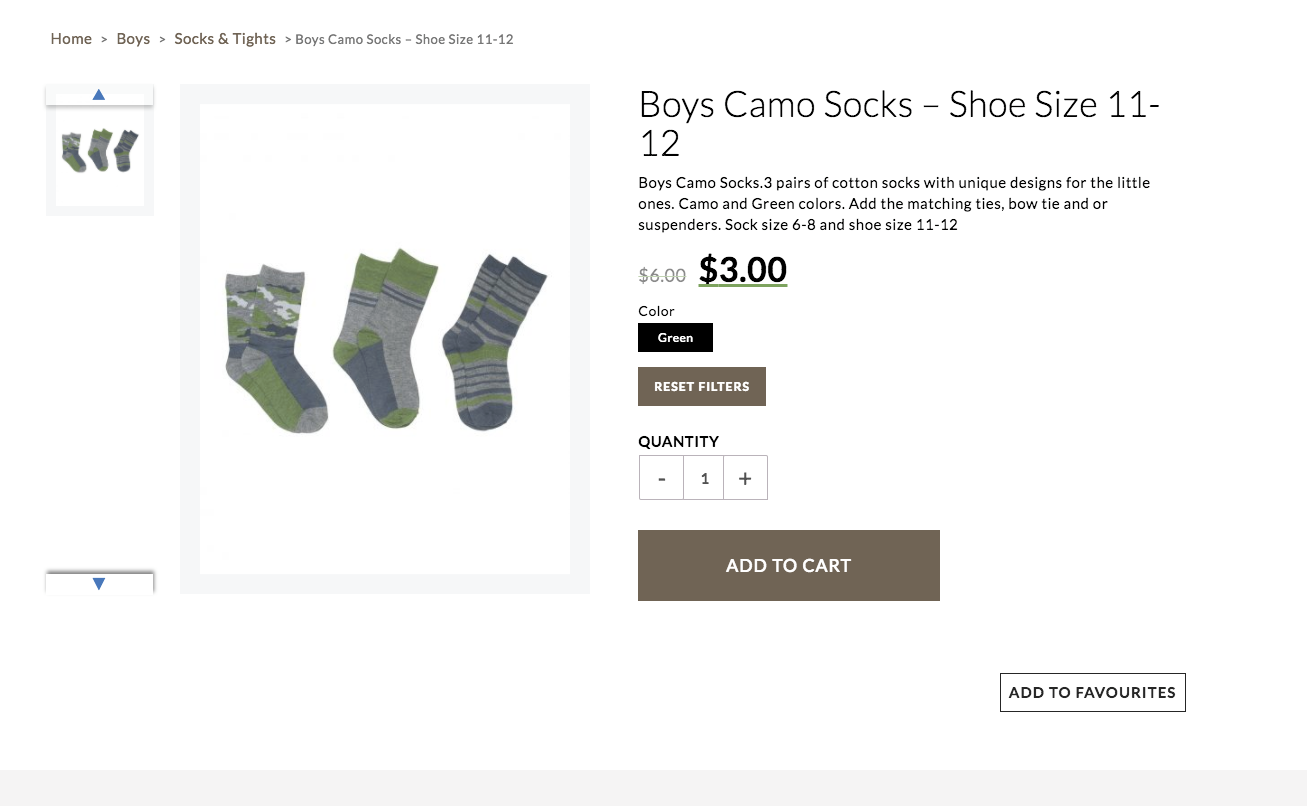 Home > Boys > Socks & Tights > Boys Camo Socks – Shoe Size 11-12
Boys Camo Socks – Shoe Size 11-
12
Boys Camo Socks.3 pairs of cotton socks with unique designs for the little
ones. Camo and Green colors. Add the matching ties, bow tie and or
suspenders. Sock size 6-8 and shoe size 11-12
$6.00 $3.00
Color
Green
RESET FILTERS
QUANTITY
- 1 +
ADD TO CART
ADD TO FAVOURITES